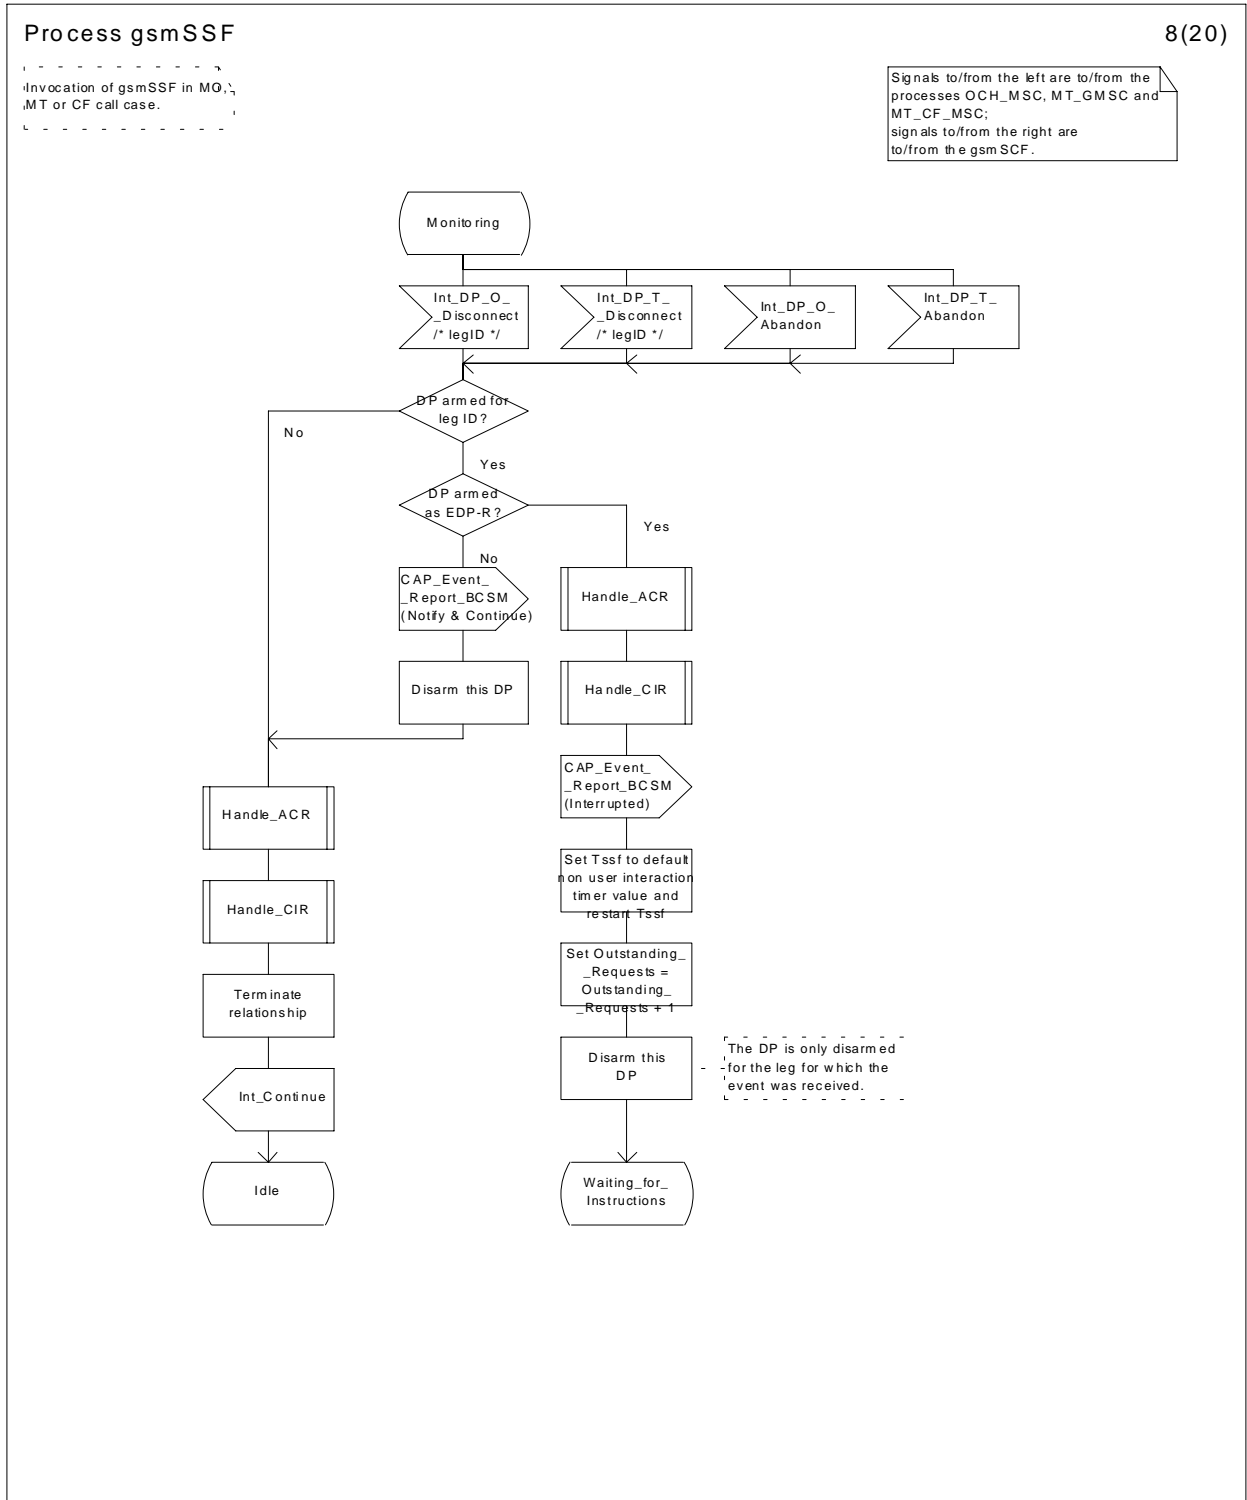 Process gsmSSF
8(20)
Invocation of gsmSSF in MO,
MT or CF call case.
Signals to/from the left are to/from the
processes OCH_MSC, MT_GMSC and
MT_CF_MSC;
signals to/from the right are
to/from the gsmSCF.
Monitoring
Int_DP_O_
_Disconnect
/* legID */
Int_DP_T_
_Disconnect
/* legID */
Int_DP_O_
Abandon
Int_DP_T_
Abandon
DP armed for
leg ID?
No
Yes
DP armed
as EDP-R?
Yes
No
CAP_Event_
_Report_BCSM
(Notify & Continue)
Handle_ACR
Disarm this DP
Handle_CIR
CAP_Event_
_Report_BCSM
(Interrupted)
Handle_ACR
Set Tssf to default
non user interaction
timer value and
restart Tssf
Handle_CIR
Set Outstanding_
_Requests =
Outstanding_
_Requests + 1
Terminate
relationship
Disarm this
DP
The DP is only disarmed
for the leg for which the
event was received.
Int_Continue
Idle
Waiting_for_
Instructions